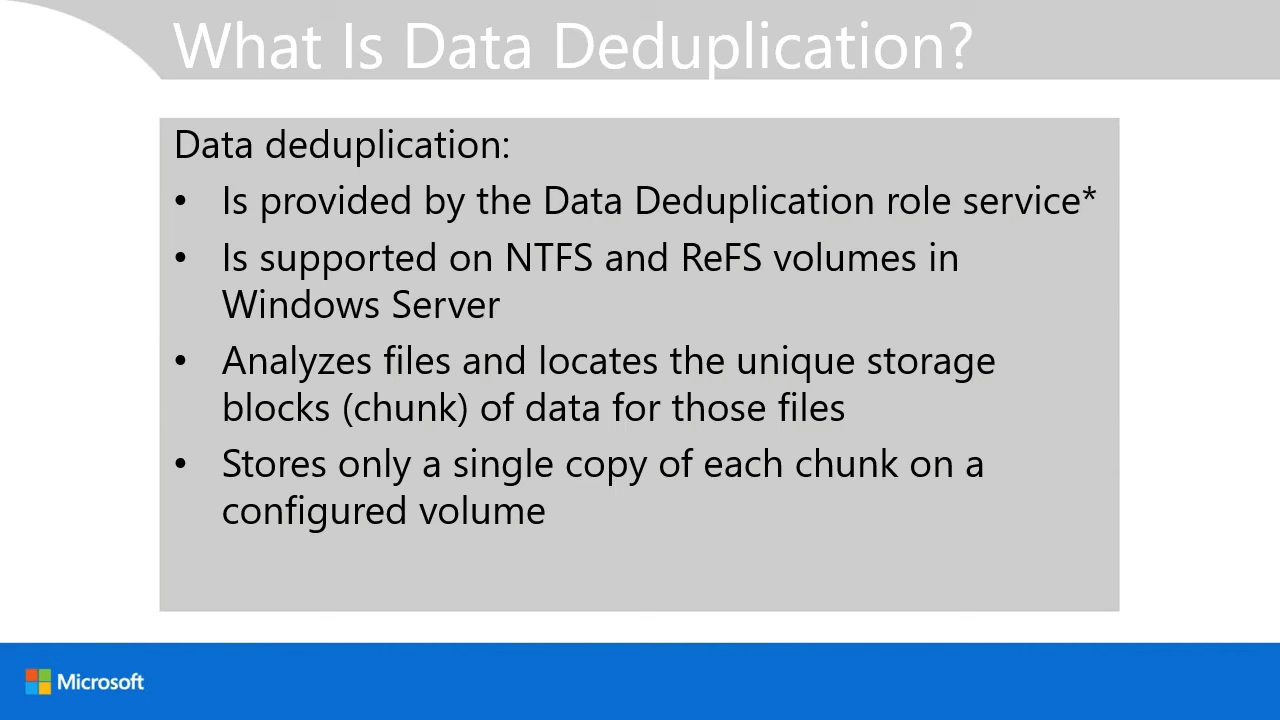 What Is Data Deduplication?
Data deduplication:
• Is provided by the Data Deduplication role service*
• Is supported on NTFS and ReFS volumes in
Windows Server
• Analyzes files and locates the unique storage
blocks (chunk) of data for those files
• Stores only a single copy of each chunk on a
configured volume
Microsoft